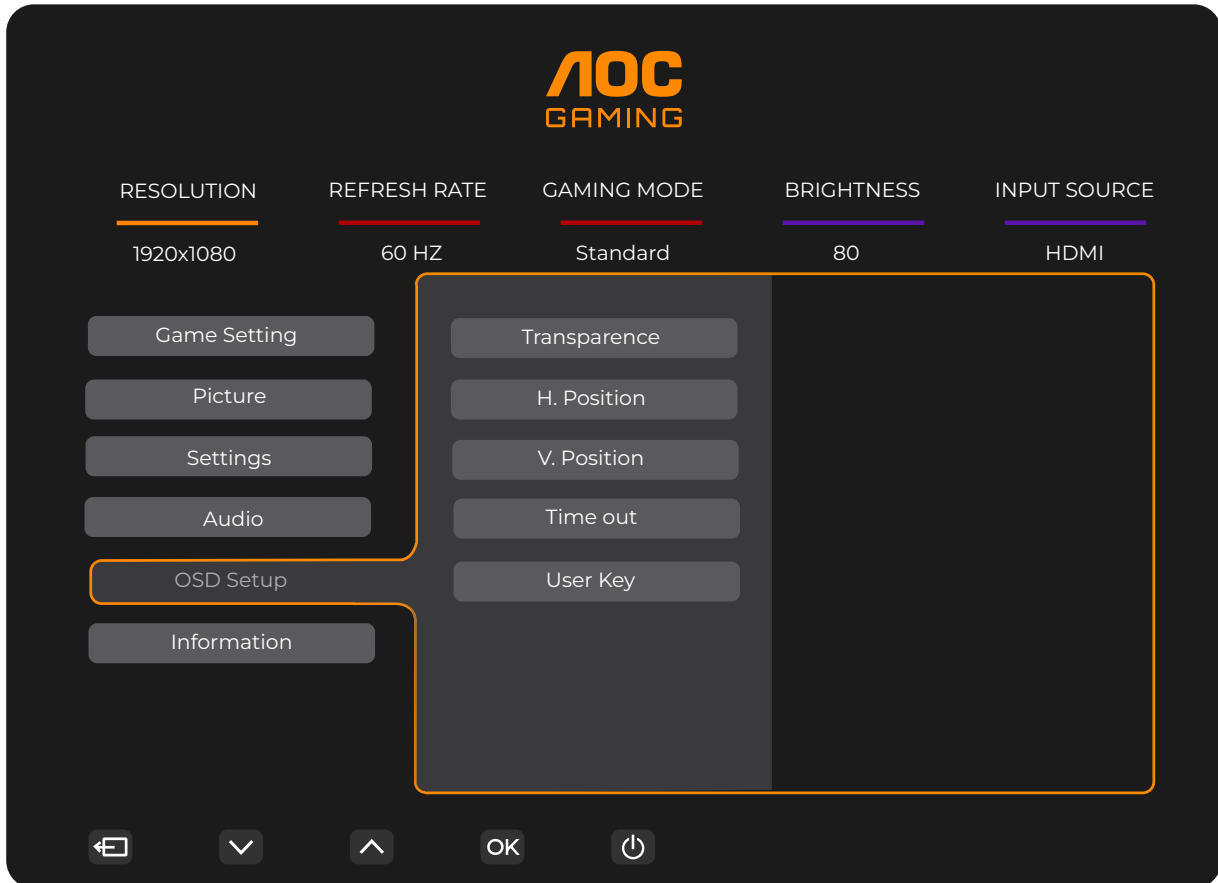 AOC
GAMING
RESOLUTION REFRESH RATE GAMING MODE BRIGHTNESS INPUT SOURCE
1920x1080 60 HZ Standard 80 HDMI
Game Setting
Picture
Settings
Audio
OSD Setup
Information
Transparence
H. Position
V. Position
Time out
User Key
OK